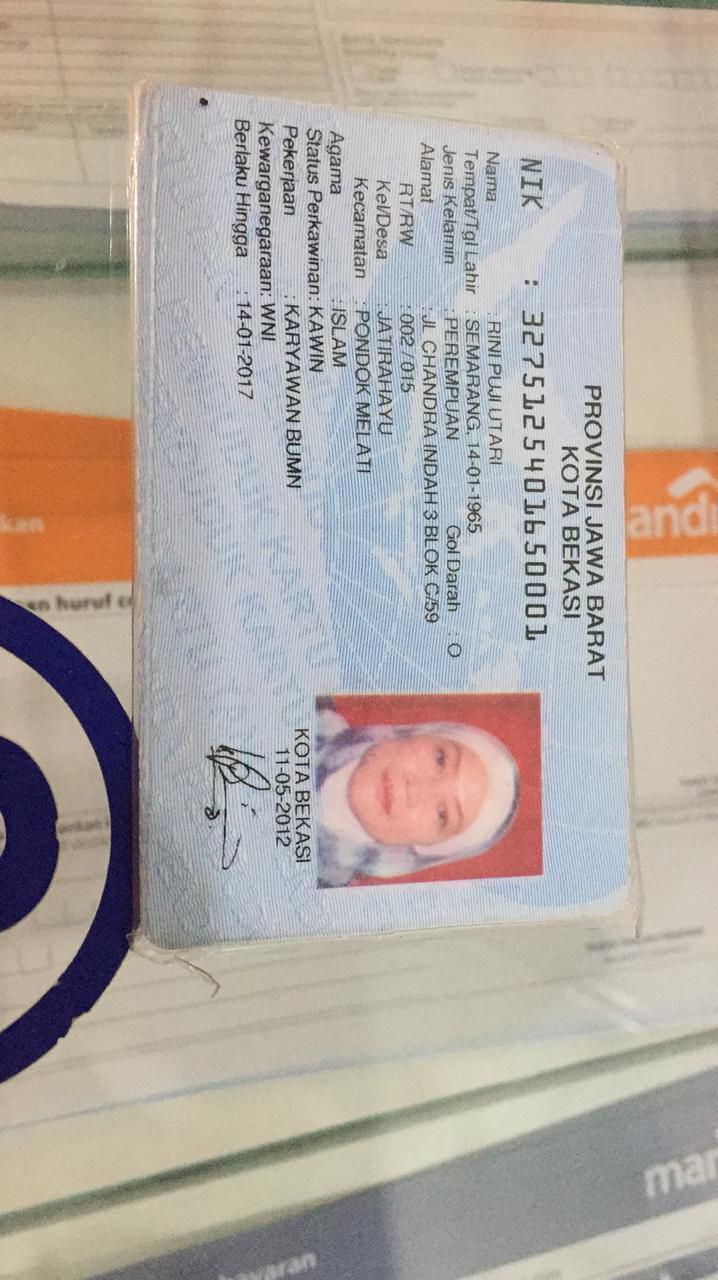 PROVINSI JAWA BARAT
KOTA BEKASI
NIK : 3275125401650001
Nama : RINI PUJI UTARI
Tempat/Tgl Lahir : SEMARANG, 14-01-1965
Jenis Kelamin : PEREMPUAN Gol Darah : O
Alamat : JL CHANDRA INDAH 3 BLOK C/59
RT/RW : 002 / 015
Kel/Desa : JATIRAHAYU
Kecamatan : PONDOK MELATI
Agama : ISLAM
Status Perkawinan: KAWIN
Pekerjaan : KARYAWAN BUMN
Kewarganegaraan: WNI
Berlaku Hingga : 14-01-2017
KOTA BEKASI
11-05-2012
andi
man
huruf